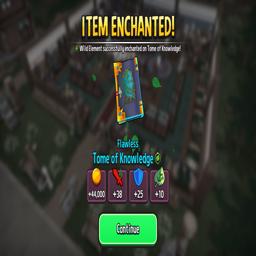 ITEM ENCHANTED!
Wild Element successfully enchanted on Tome of Knowledge!
Flawless
Tome of Knowledge
+44,000 +38 +25 +10
Continue